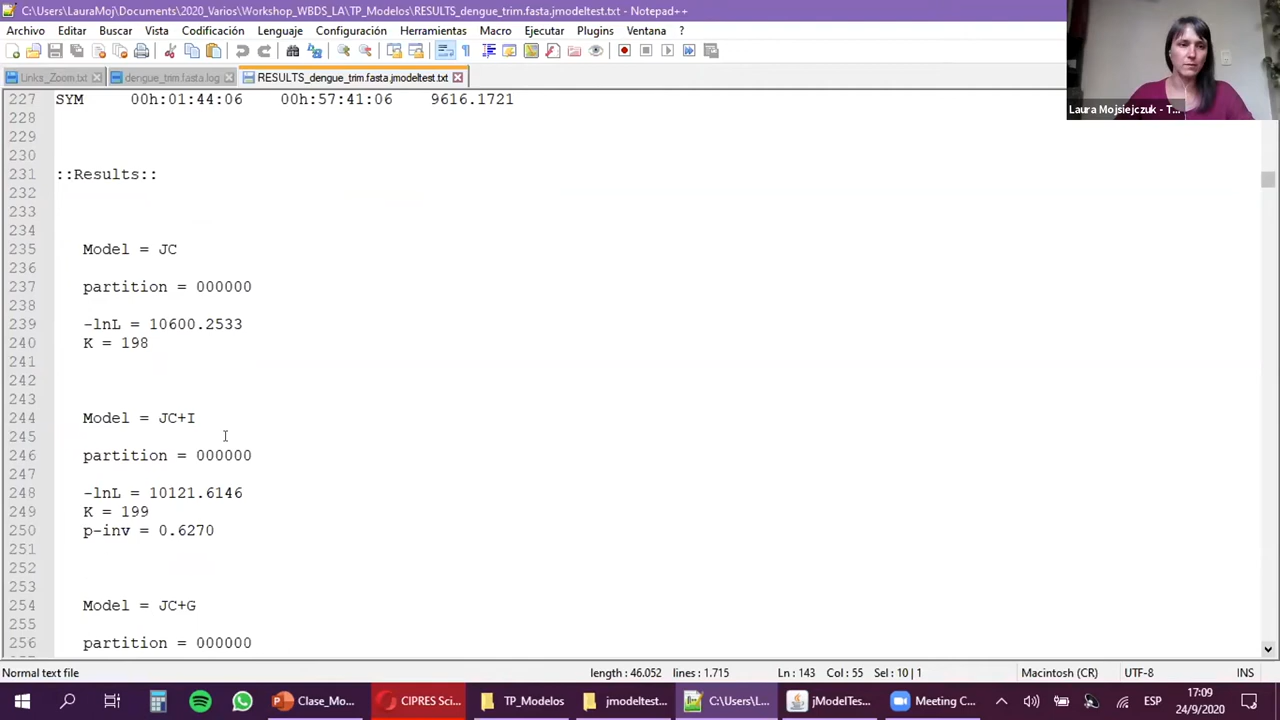 C:\Users\LauraMoj\Documents\2020_Varios\Workshop_WBDS_LA\TP_Modelos\RESULTS_dengue_trim.fasta.jmodeltest.txt - Notepad++
Archivo Editar Buscar Vista Codificación Lenguaje Configuración Herramientas Macro Ejecutar Plugins Ventana ?
Links_Zoom.txt dengue_trim.fasta.log RESULTS_dengue_trim.fasta.jmodeltest.txt
Laura Mojsiejczuk - T...
227 SYM 00h:01:44:06 00h:57:41:06 9616.1721
228
229
230
231 ::Results::
232
233
234
235 Model = JC
236
237 partition = 000000
238
239 -lnL = 10600.2533
240 K = 198
241
242
243
244 Model = JC+I
245
246 partition = 000000
247
248 -lnL = 10121.6146
249 K = 199
250 p-inv = 0.6270
251
252
253
254 Model = JC+G
255
256 partition = 000000
Normal text file length : 46.052 lines : 1.715 Ln : 143 Col : 55 Sel : 10 | 1 Macintosh (CR) UTF-8 INS
Clase_Mo... CIPRES Sci... TP_Modelos jmodeltest... C:\Users\L... jModelTes... Meeting C... ESP 17:09
24/9/2020